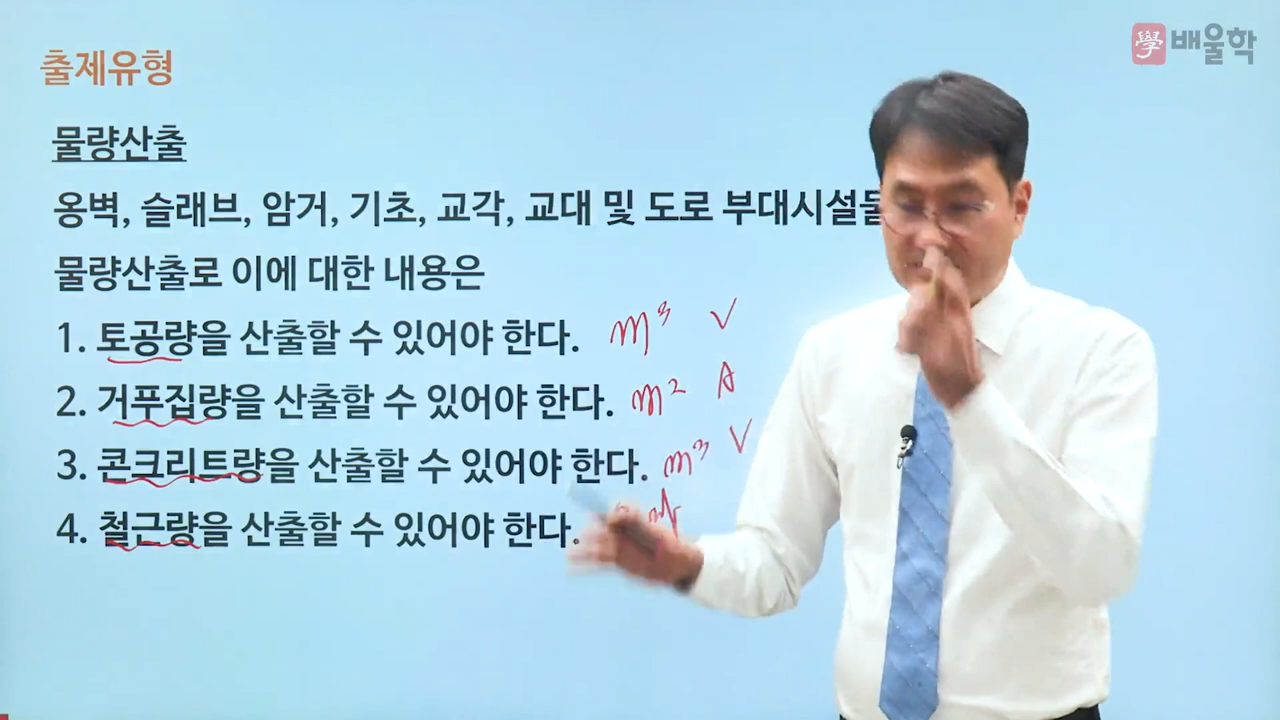 學 배울학
출제유형
물량산출
옹벽, 슬래브, 암거, 기초, 교각, 교대 및 도로
물량산출로 이에 대한 내용은
1. 토공량을 산출할 수 있어야 한다. m³ V
2. 거푸집량을 산출할 수 있어야 한다. m² A
3. 콘크리트량을 산출할 수 있어야 한다. m³ V
4. 철근량을 산출할 수 있어야 한다.